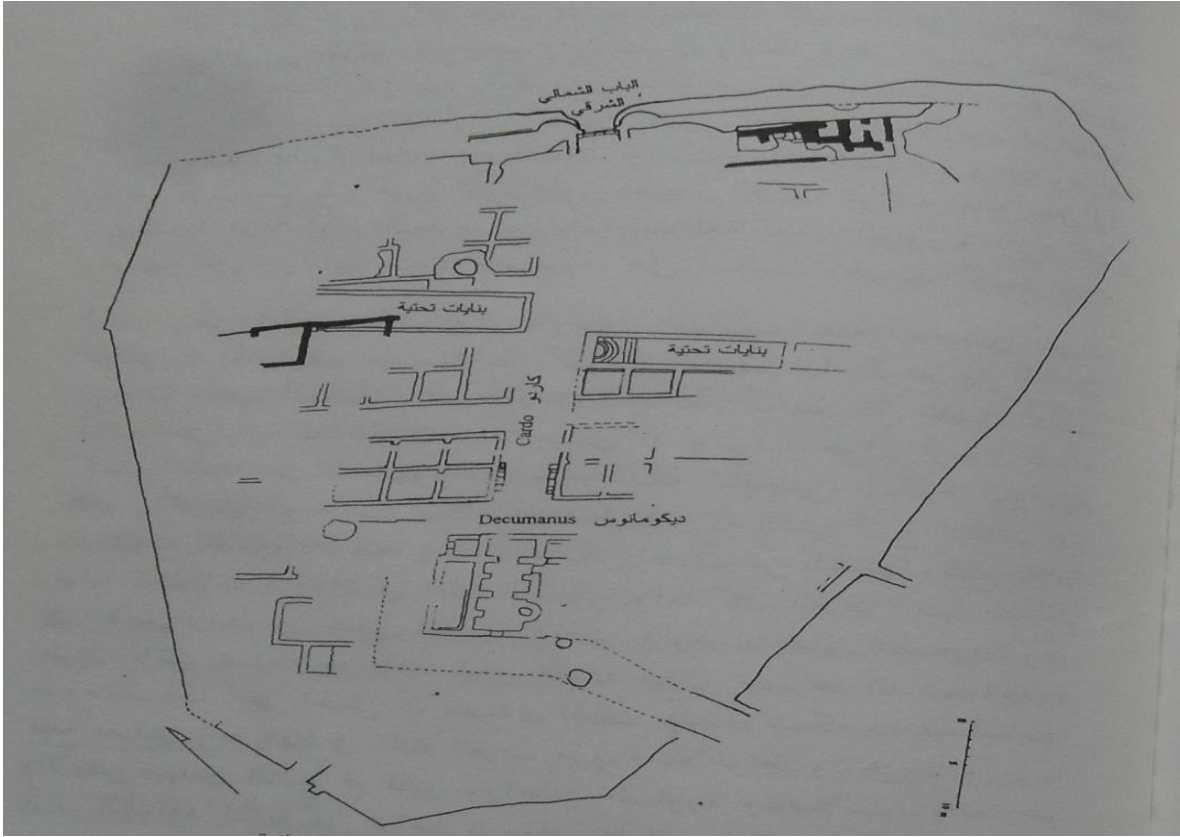 الباب الشمالي
الشرقي
بنايات تحتية
بنايات تحتية
كاردو
Cardo
Decumanus ديكومانوس